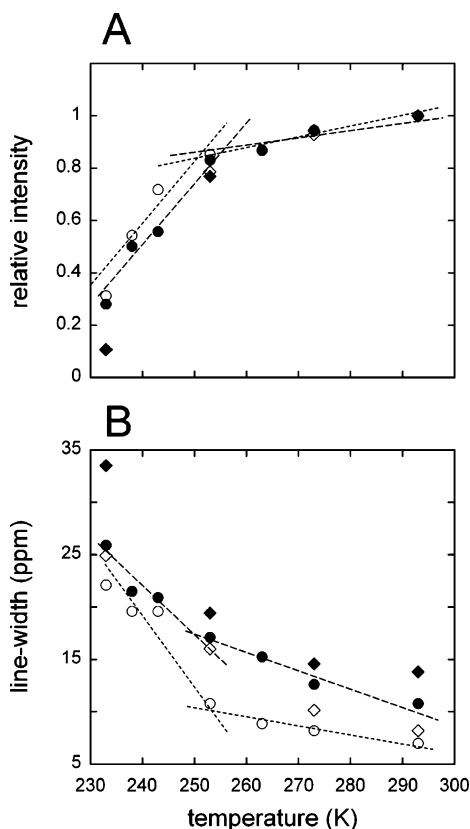 A
relative intensity
1
0.8
0.6
0.4
0.2
0
B
line-width (ppm)
35
25
15
5
230 240 250 260 270 280 290 300
temperature (K)